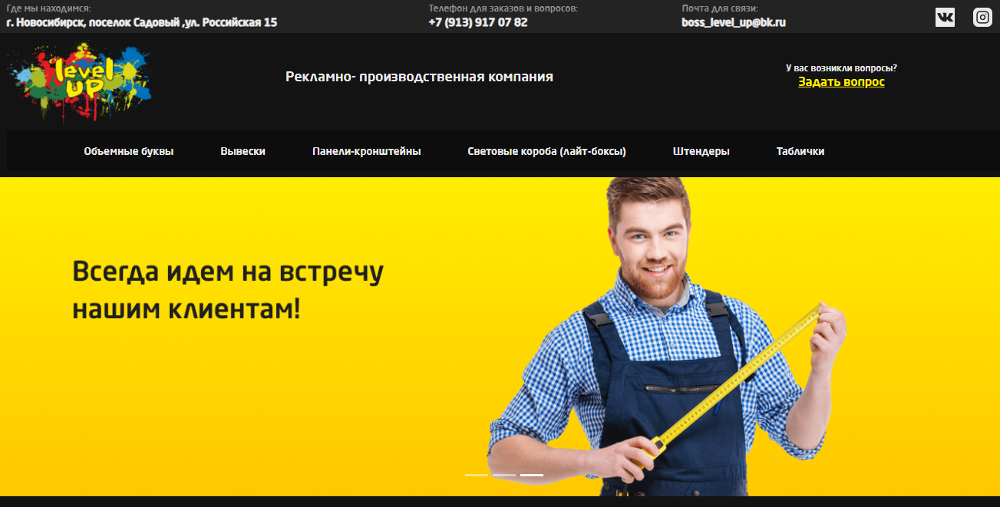 Где мы находимся:
г. Новосибирск, поселок Садовый ,ул. Российская 15
Телефон для заказов и вопросов:
+7 (913) 917 07 82
Почта для связи:
boss_level_up@bk.ru
level
UP
Рекламно- производственная компания
У вас возникли вопросы?
Задать вопрос
Объемные буквы
Вывески
Панели-кронштейны
Световые короба (лайт-боксы)
Штендеры
Таблички
Всегда идем на встречу
нашим клиентам!